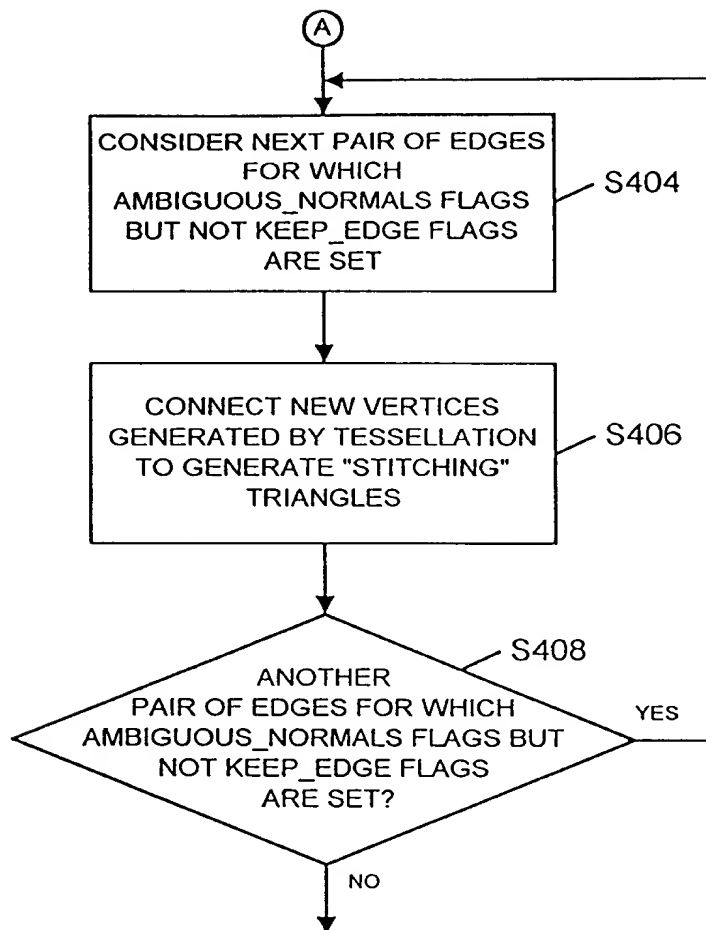 A
CONSIDER NEXT PAIR OF EDGES
FOR WHICH
AMBIGUOUS_NORMALS FLAGS
BUT NOT KEEP_EDGE FLAGS
ARE SET
S404
CONNECT NEW VERTICES
GENERATED BY TESSELLATION
TO GENERATE "STITCHING"
TRIANGLES
S406
S408
ANOTHER
PAIR OF EDGES FOR WHICH
AMBIGUOUS_NORMALS FLAGS BUT
NOT KEEP_EDGE FLAGS
ARE SET?
YES
NO